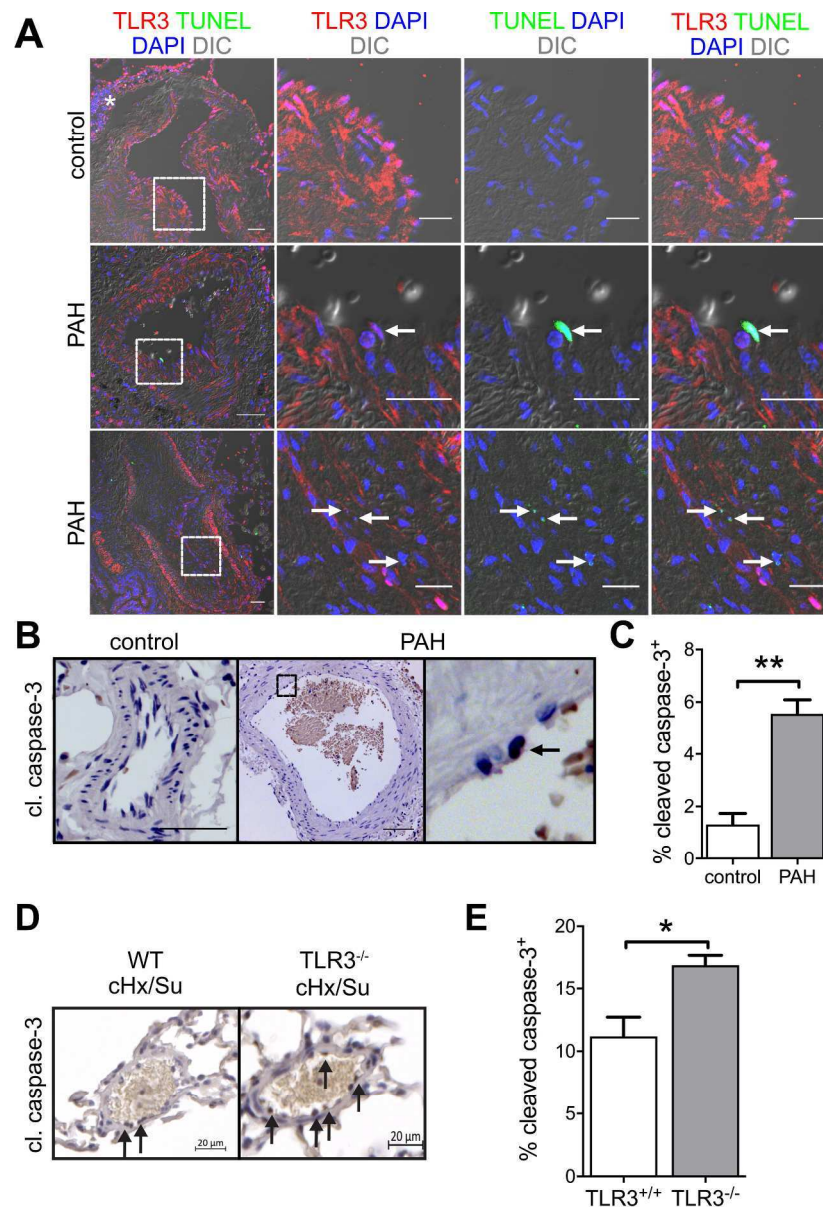 A
TLR3 TUNEL
DAPI DIC
TLR3 DAPI
DIC
TUNEL DAPI
DIC
TLR3 TUNEL
DAPI DIC
control
*
PAH
PAH
B
control
PAH
cl. caspase-3
C
% cleaved caspase-3+
8
6
4
2
0
**
control
PAH
D
WT
cHx/Su
TLR3-/-
cHx/Su
cl. caspase-3
20 µm
20 µm
E
% cleaved caspase-3+
20
15
10
5
0
*
TLR3+/+
TLR3-/-